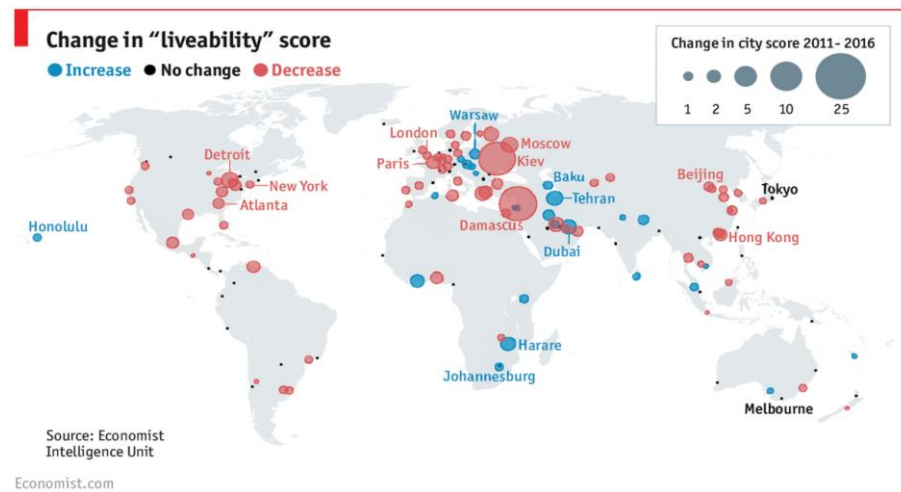 Change in “liveability” score
Increase No change Decrease
Change in city score 2011- 2016
1 2 5 10 25
Warsaw
London
Moscow
Paris
Kiev
Detroit
New York
Atlanta
Honolulu
Baku
Tehran
Damascus
Dubai
Beijing
Tokyo
Hong Kong
Harare
Johannesburg
Melbourne
Source: Economist
Intelligence Unit
Economist.com